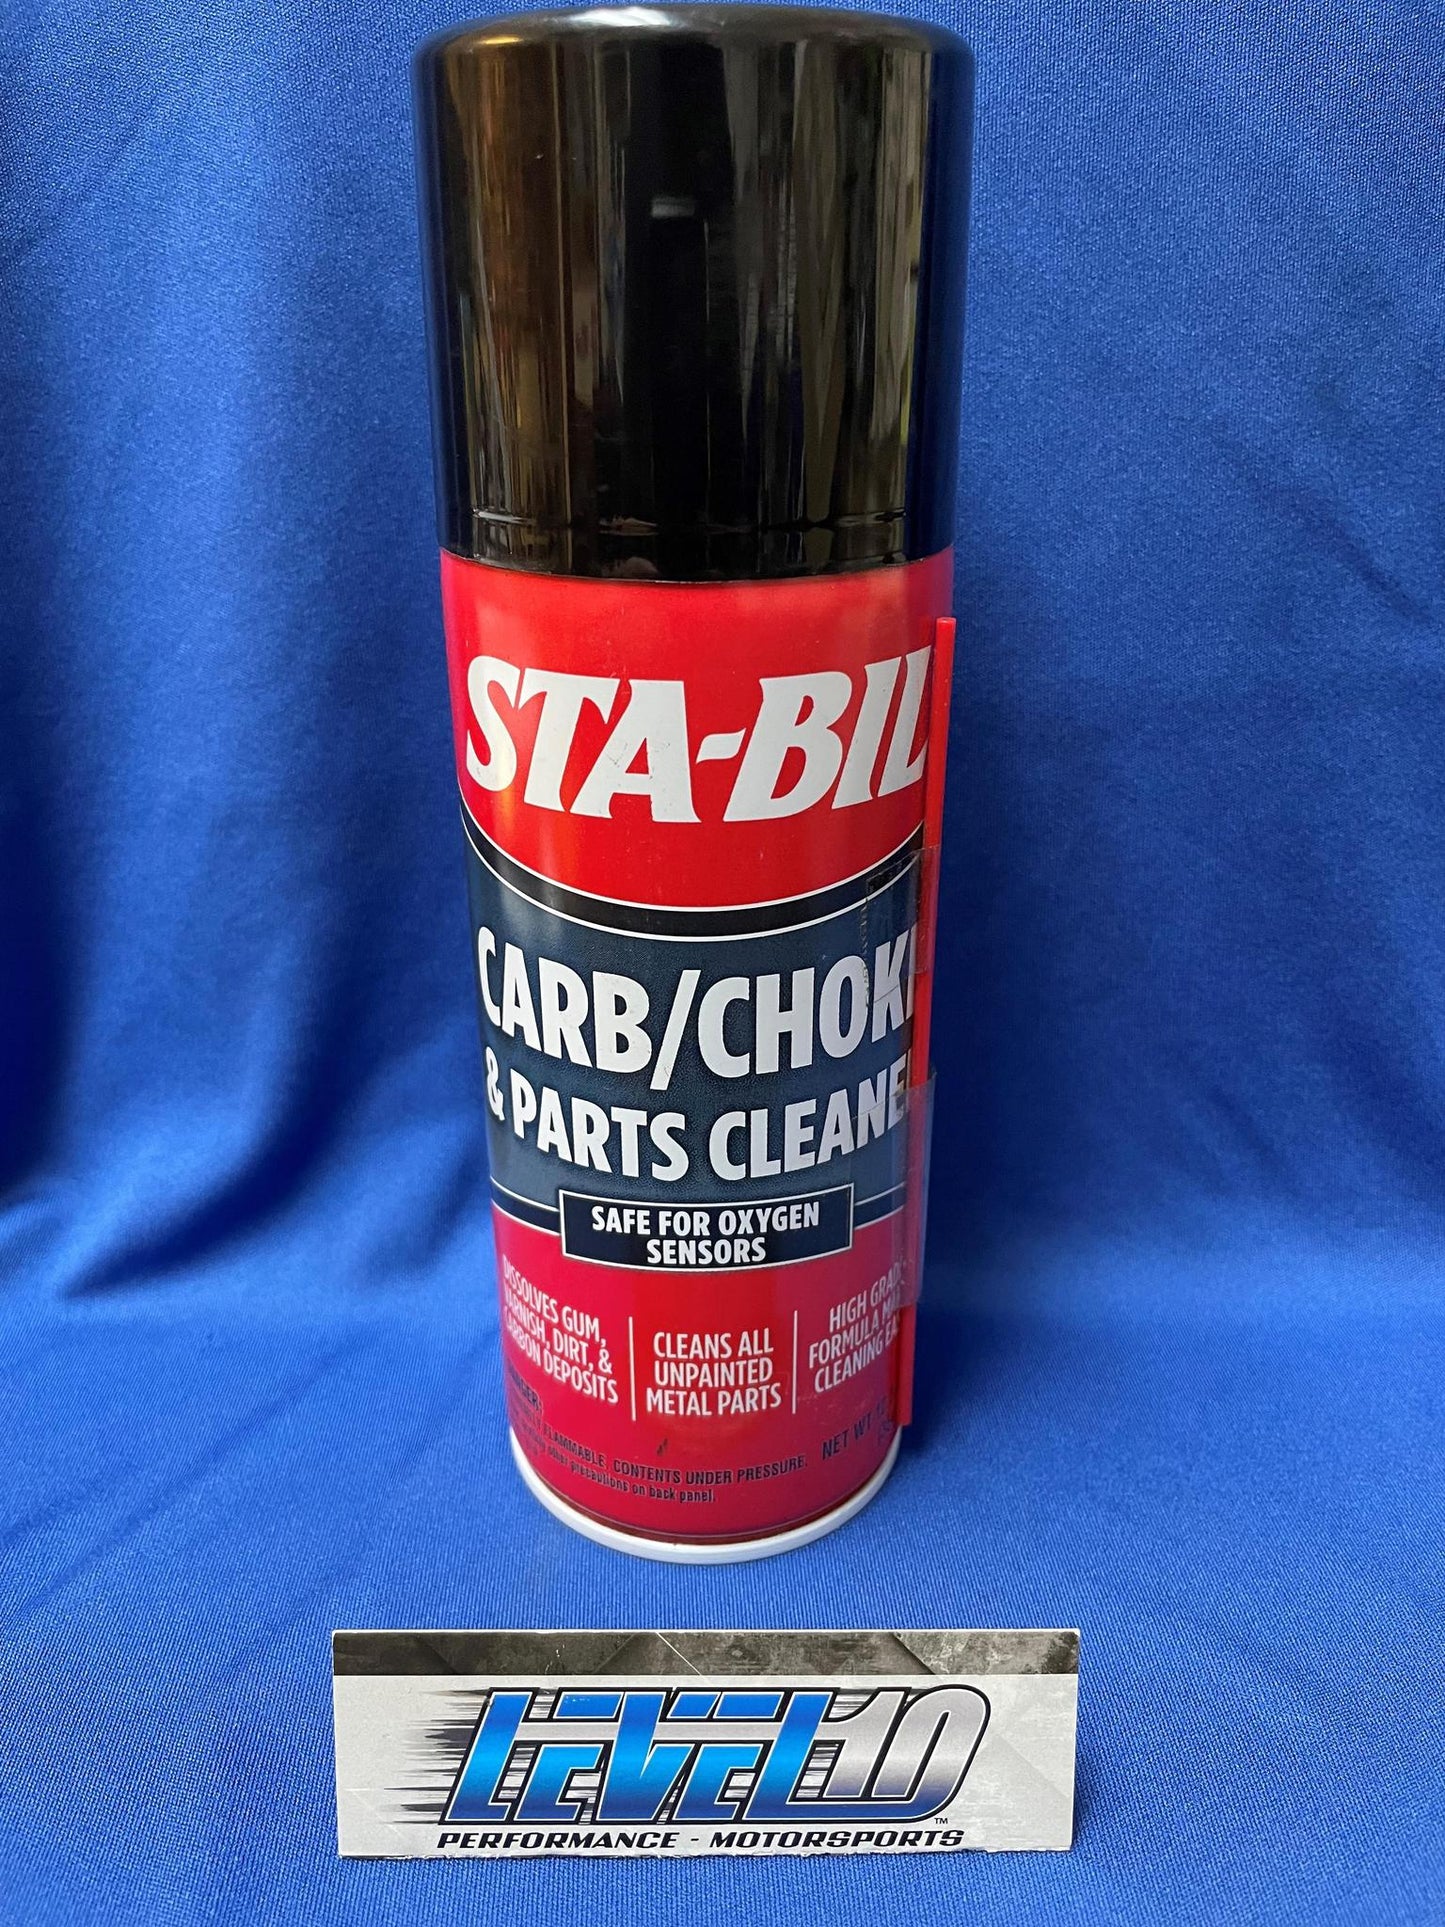 STA-BIL
CARB/CHOK
& PARTS CLEANE
SAFE FOR OXYGEN
SENSORS
DISSOLVES GUM,
VARNISH, DIRT, &
CARBON DEPOSITS
CLEANS ALL
UNPAINTED
METAL PARTS
HIGH GRAD
FORMULA MA
CLEANING EA
FLAMMABLE. CONTENTS UNDER PRESSURE.
other precautions on back panel.
NET WT
LEVEL 10
™
PERFORMANCE - MOTORSPORTS